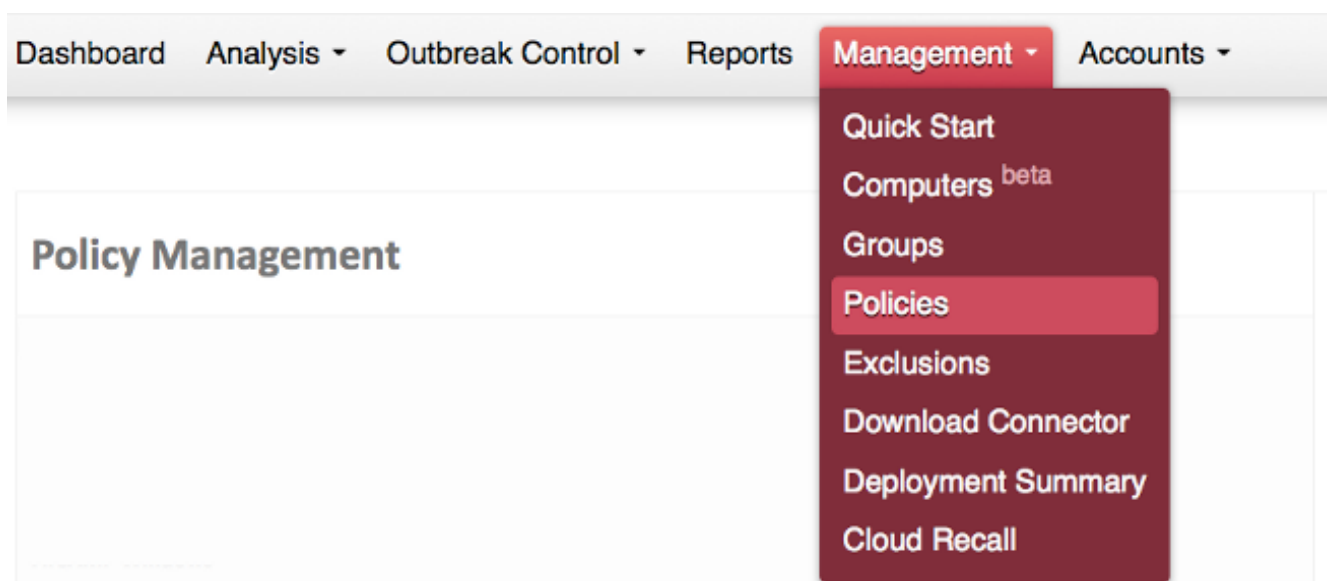 Dashboard Analysis Outbreak Control Reports Management Accounts
Quick Start
Computers beta
Policy Management
Groups
Policies
Exclusions
Download Connector
Deployment Summary
Cloud Recall